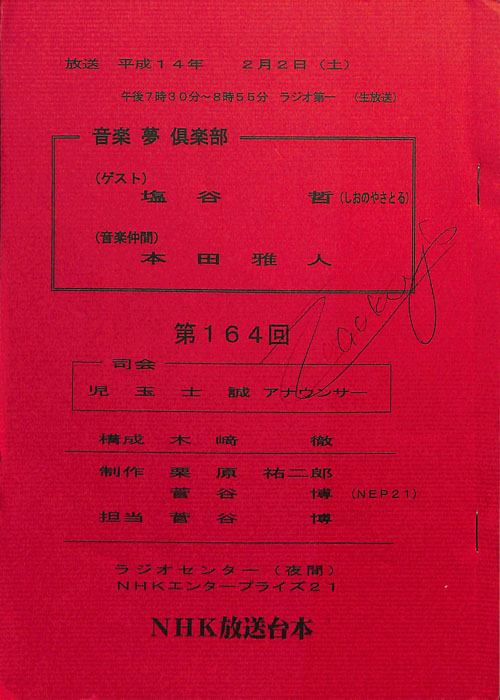 放送 平成14年 2月2日(土)
午後7時30分~8時55分 ラジオ第一 (生放送)
音楽 夢 倶楽部
(ゲスト)
塩谷 哲(しおのやさとる)
(音楽仲間)
本田雅人
第164回
司会
児玉士誠 アナウンサー
構成 木﨑 徹
制作 栗原祐二郎
菅谷 博(NEP21)
担当 菅谷 博
ラジオセンター(夜間)
NHKエンタープライズ21
NHK放送台本